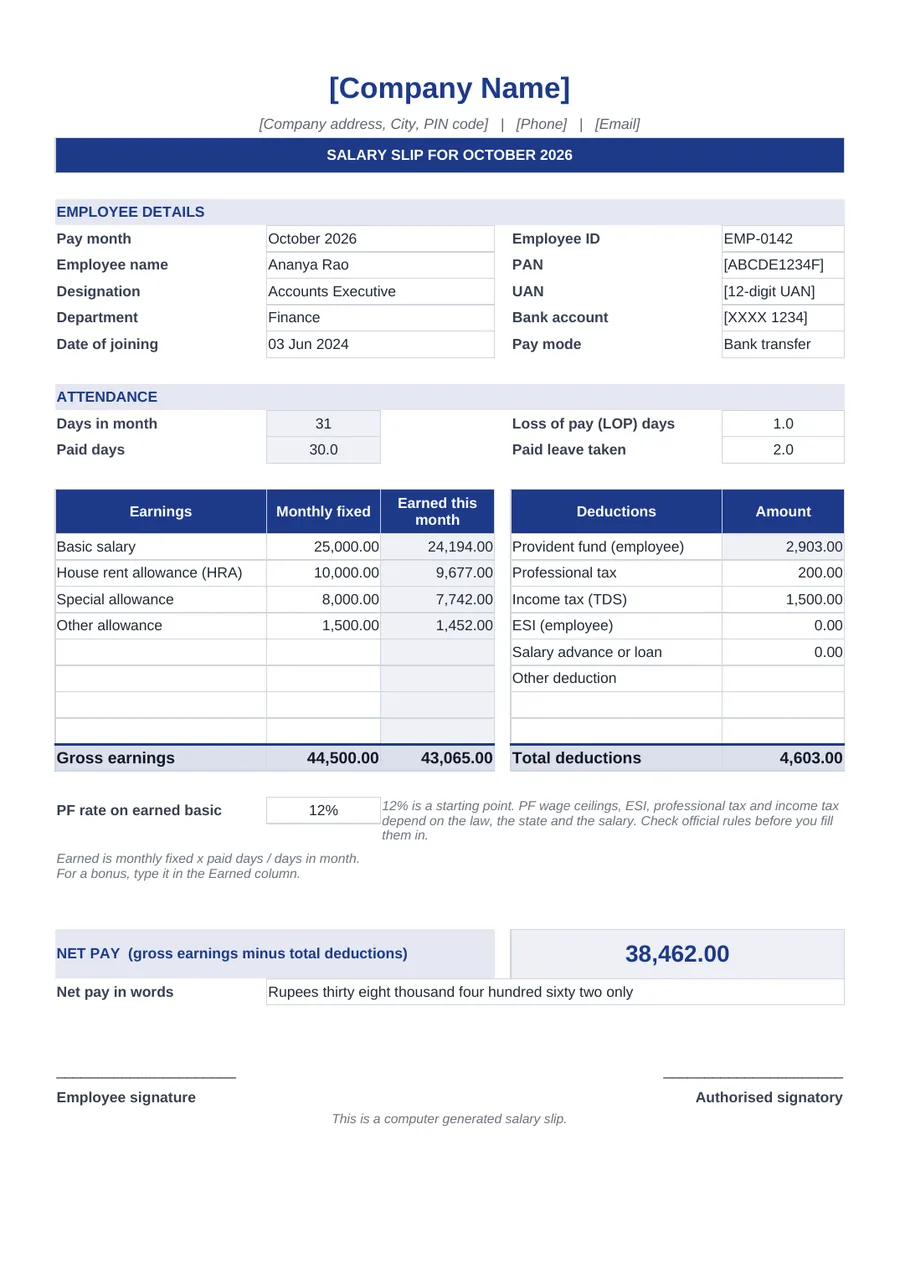 [Company Name]
[Company address, City, PIN code] | [Phone] | [Email]
SALARY SLIP FOR OCTOBER 2026
EMPLOYEE DETAILS
Pay month October 2026 Employee ID EMP-0142
Employee name Ananya Rao PAN [ABCDE1234F]
Designation Accounts Executive UAN [12-digit UAN]
Department Finance Bank account [XXXX 1234]
Date of joining 03 Jun 2024 Pay mode Bank transfer
ATTENDANCE
Days in month 31 Loss of pay (LOP) days 1.0
Paid days 30.0 Paid leave taken 2.0
Earnings Monthly fixed Earned this month Deductions Amount
Basic salary 25,000.00 24,194.00 Provident fund (employee) 2,903.00
House rent allowance (HRA) 10,000.00 9,677.00 Professional tax 200.00
Special allowance 8,000.00 7,742.00 Income tax (TDS) 1,500.00
Other allowance 1,500.00 1,452.00 ESI (employee) 0.00
Salary advance or loan 0.00
Other deduction
Gross earnings 44,500.00 43,065.00 Total deductions 4,603.00
PF rate on earned basic 12%
12% is a starting point. PF wage ceilings, ESI, professional tax and income tax
depend on the law, the state and the salary. Check official rules before you fill
them in.
Earned is monthly fixed x paid days / days in month.
For a bonus, type it in the Earned column.
NET PAY (gross earnings minus total deductions) 38,462.00
Net pay in words Rupees thirty eight thousand four hundred sixty two only
Employee signature Authorised signatory
This is a computer generated salary slip.